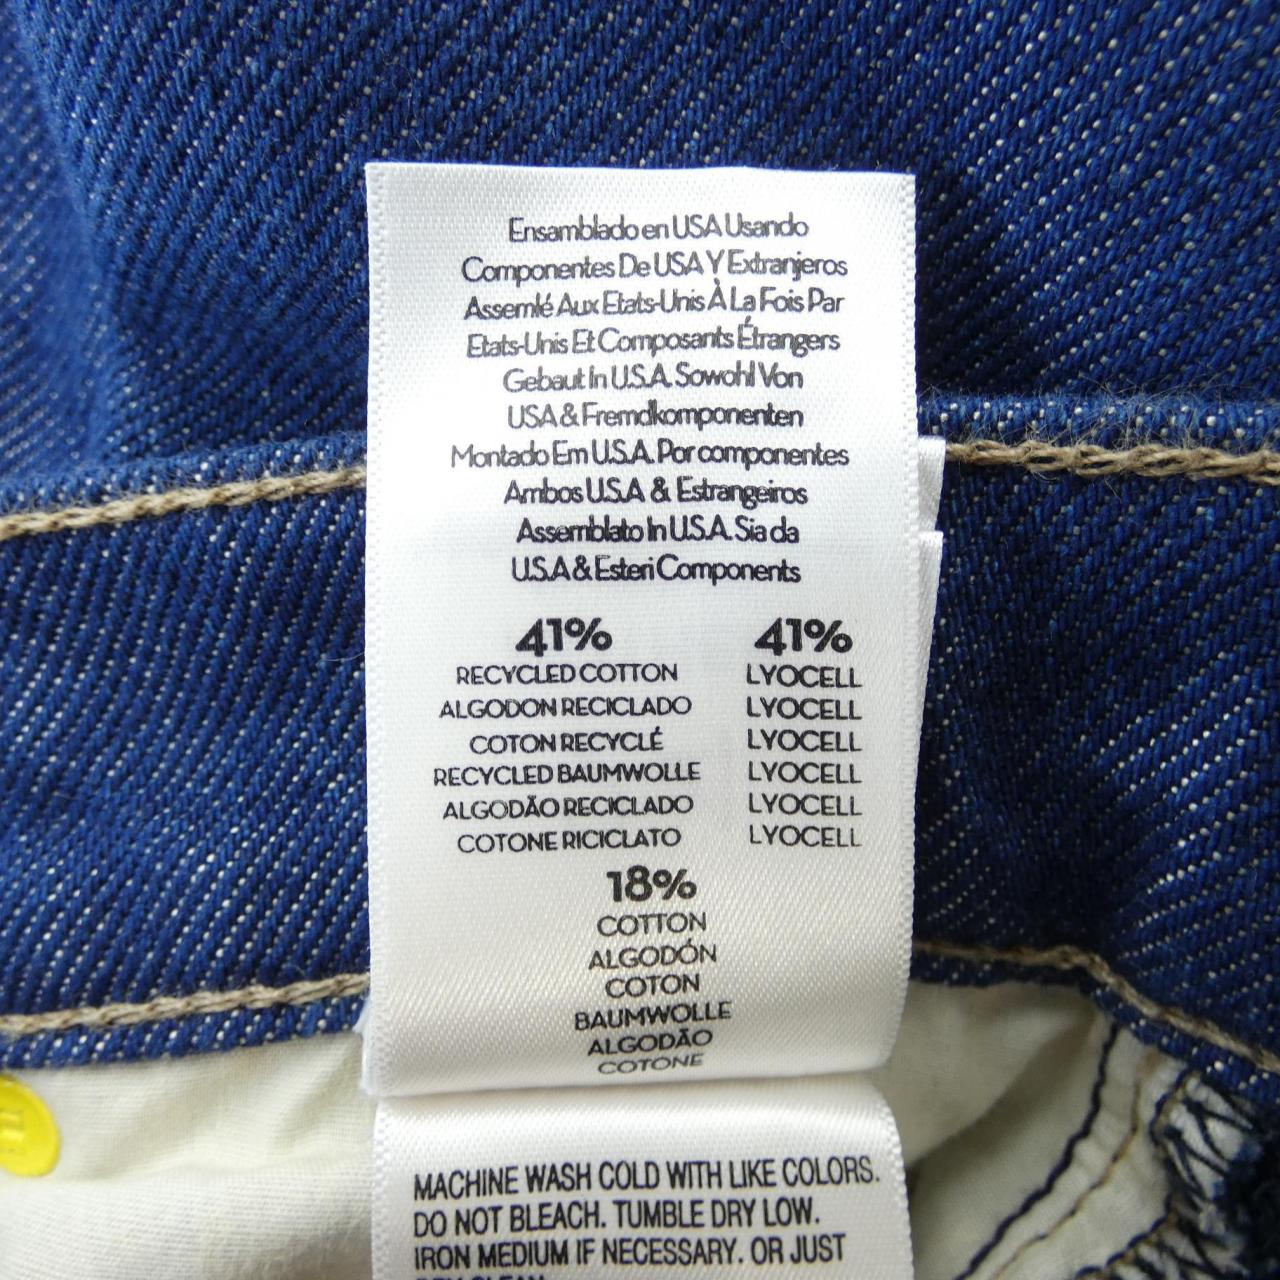 Ensamblado en USA Usando
Componentes De USA Y Extranjeros
Assemlé Aux Etats-Unis À La Fois Par
Etats-Unis Et Composants Étrangers
Gebaut In U.S.A. Sowohl Von
USA & Fremdkomponenten
Montado Em U.S.A. Por componentes
Ambos U.S.A & Estrangeiros
Assemblato In U.S.A. Sia da
U.S.A & Esteri Components
41% 41%
RECYCLED COTTON LYOCELL
ALGODON RECICLADO LYOCELL
COTON RECYCLÉ LYOCELL
RECYCLED BAUMWOLLE LYOCELL
ALGODÃO RECICLADO LYOCELL
COTONE RICICLATO LYOCELL
18%
COTTON
ALGODÓN
COTON
BAUMWOLLE
ALGODÃO
COTONE
MACHINE WASH COLD WITH LIKE COLORS.
DO NOT BLEACH. TUMBLE DRY LOW.
IRON MEDIUM IF NECESSARY. OR JUST